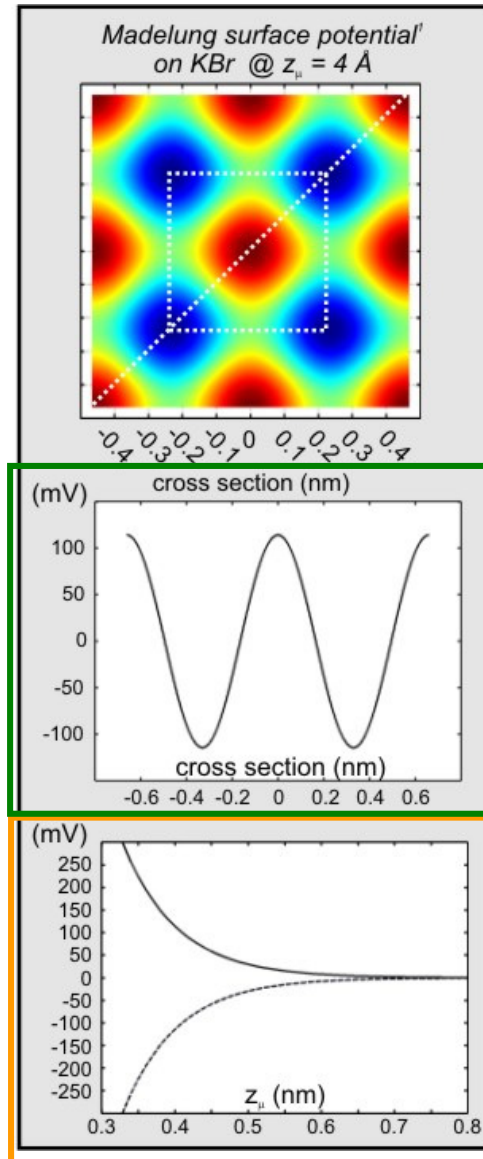 Madelung surface potential¹
on KBr @ zμ = 4 Å
-0.4 -0.3 -0.2 -0.1 0 0.1 0.2 0.3 0.4
cross section (nm)
(mV)
100
50
0
-50
-100
cross section (nm)
-0.6 -0.4 -0.2 0 0.2 0.4 0.6
(mV)
250
200
150
100
50
0
-50
-100
-150
-200
-250
zμ (nm)
0.3 0.4 0.5 0.6 0.7 0.8